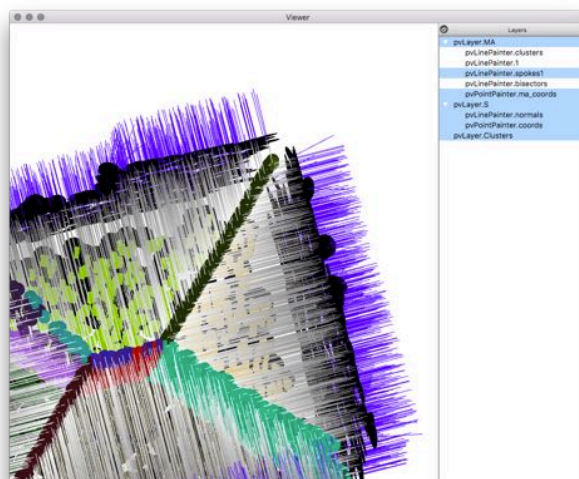 Viewer
Layers
pvLayer.MA
pvLinePainter.clusters
pvLinePainter.1
pvLinePainter.spokes1
pvLinePainter.bisectors
pvPointPainter.ma_coords
pvLayer.S
pvLinePainter.normals
pvPointPainter.coords
pvLayer.Clusters